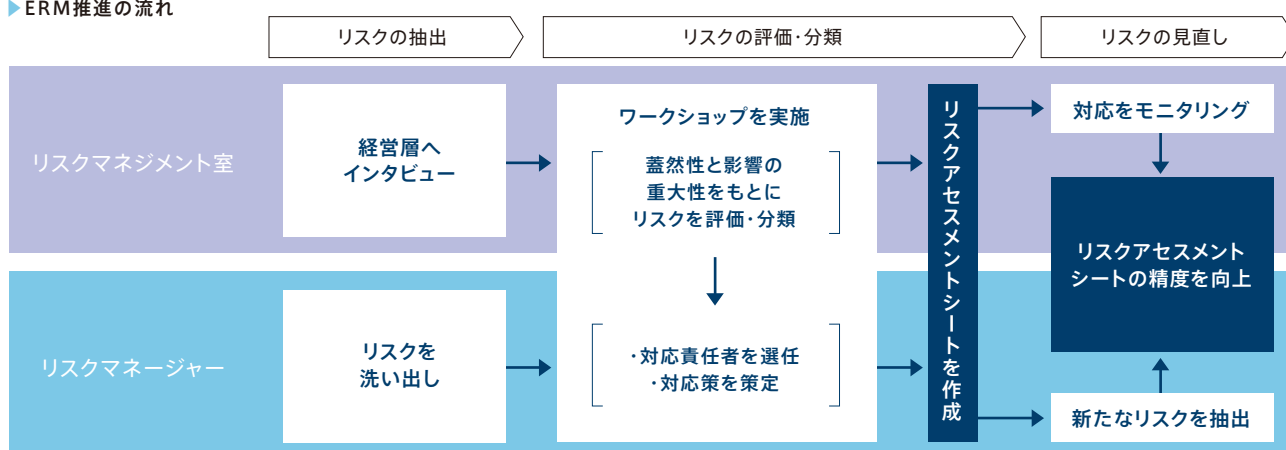 ▶ERM推進の流れ
リスクの抽出
リスクの評価・分類
リスクの見直し
リスクマネジメント室
経営層へ
インタビュー
ワークショップを実施
蓋然性と影響の
重大性をもとに
リスクを評価・分類
リスクマネージャー
リスクを
洗い出し
・対応責任者を選任
・対応策を策定
リスクアセスメントシートを作成
対応をモニタリング
リスクアセスメント
シートの精度を向上
新たなリスクを抽出